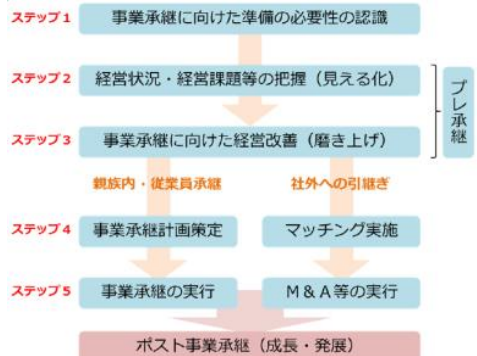 ステップ1 事業承継に向けた準備の必要性の認識
ステップ2 経営状況・経営課題等の把握（見える化）
プレ承継
ステップ3 事業承継に向けた経営改善（磨き上げ）
親族内・従業員承継 社外への引継ぎ
ステップ4 事業承継計画策定 マッチング実施
ステップ5 事業承継の実行 M&A等の実行
ポスト事業承継（成長・発展）